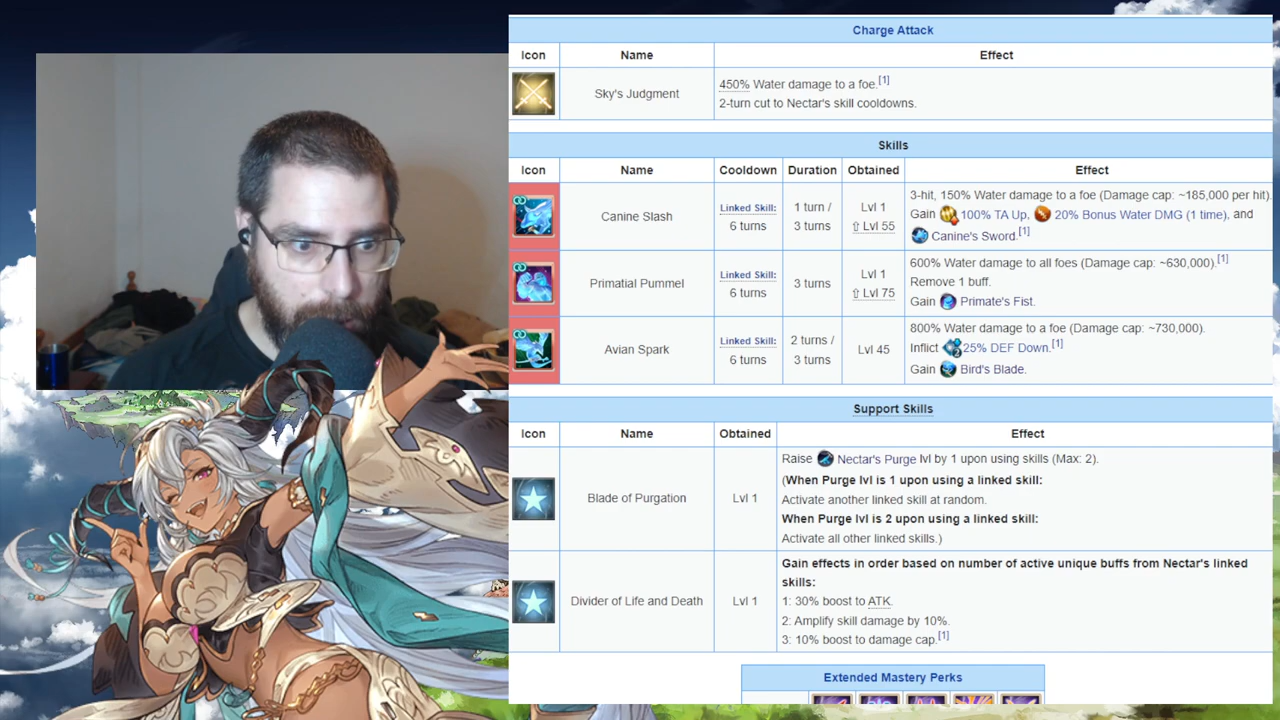 Charge Attack
Icon Name Effect
Sky's Judgment
450% Water damage to a foe.[1]
2-turn cut to Nectar's skill cooldowns.
Skills
Icon Name Cooldown Duration Obtained Effect
Canine Slash
Linked Skill:
6 turns
1 turn /
3 turns
Lvl 1
⇧ Lvl 55
3-hit, 150% Water damage to a foe (Damage cap: ~185,000 per hit).
Gain 100% TA Up, 20% Bonus Water DMG (1 time), and
Canine's Sword.[1]
Primatial Pummel
Linked Skill:
6 turns
3 turns
Lvl 1
⇧ Lvl 75
600% Water damage to all foes (Damage cap: ~630,000).[1]
Remove 1 buff.
Gain Primate's Fist.
Avian Spark
Linked Skill:
6 turns
2 turns /
3 turns
Lvl 45
800% Water damage to a foe (Damage cap: ~730,000).
Inflict 2 25% DEF Down.[1]
Gain Bird's Blade.
Support Skills
Icon Name Obtained Effect
Blade of Purgation
Lvl 1
Raise Nectar's Purge lvl by 1 upon using skills (Max: 2).
(When Purge lvl is 1 upon using a linked skill:
Activate another linked skill at random.
When Purge lvl is 2 upon using a linked skill:
Activate all other linked skills.)
Divider of Life and Death
Lvl 1
Gain effects in order based on number of active unique buffs from Nectar's linked
skills:
1: 30% boost to ATK.
2: Amplify skill damage by 10%.
3: 10% boost to damage cap.[1]
Extended Mastery Perks